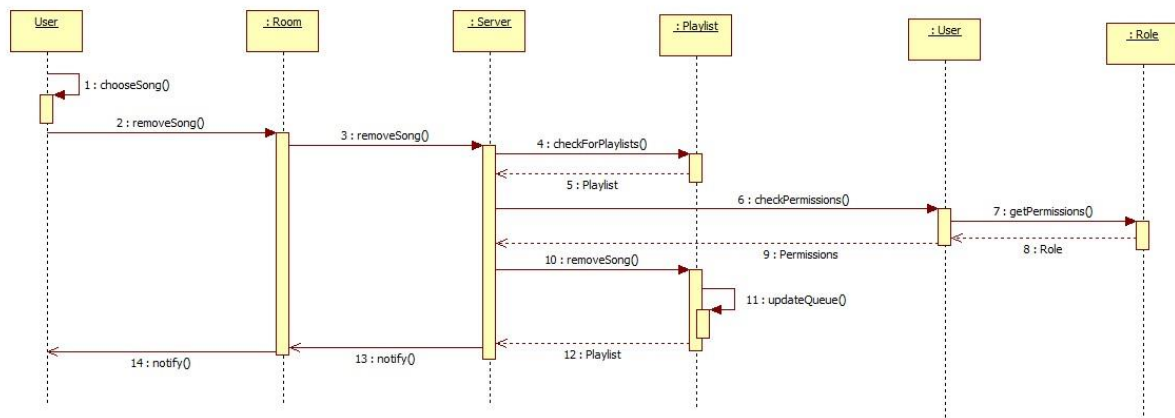 User
: Room
: Server
: Playlist
: User
: Role
1 : chooseSong()
2 : removeSong()
3 : removeSong()
4 : checkForPlaylists()
5 : Playlist
6 : checkPermissions()
7 : getPermissions()
8 : Role
9 : Permissions
10 : removeSong()
11 : updateQueue()
12 : Playlist
13 : notify()
14 : notify()